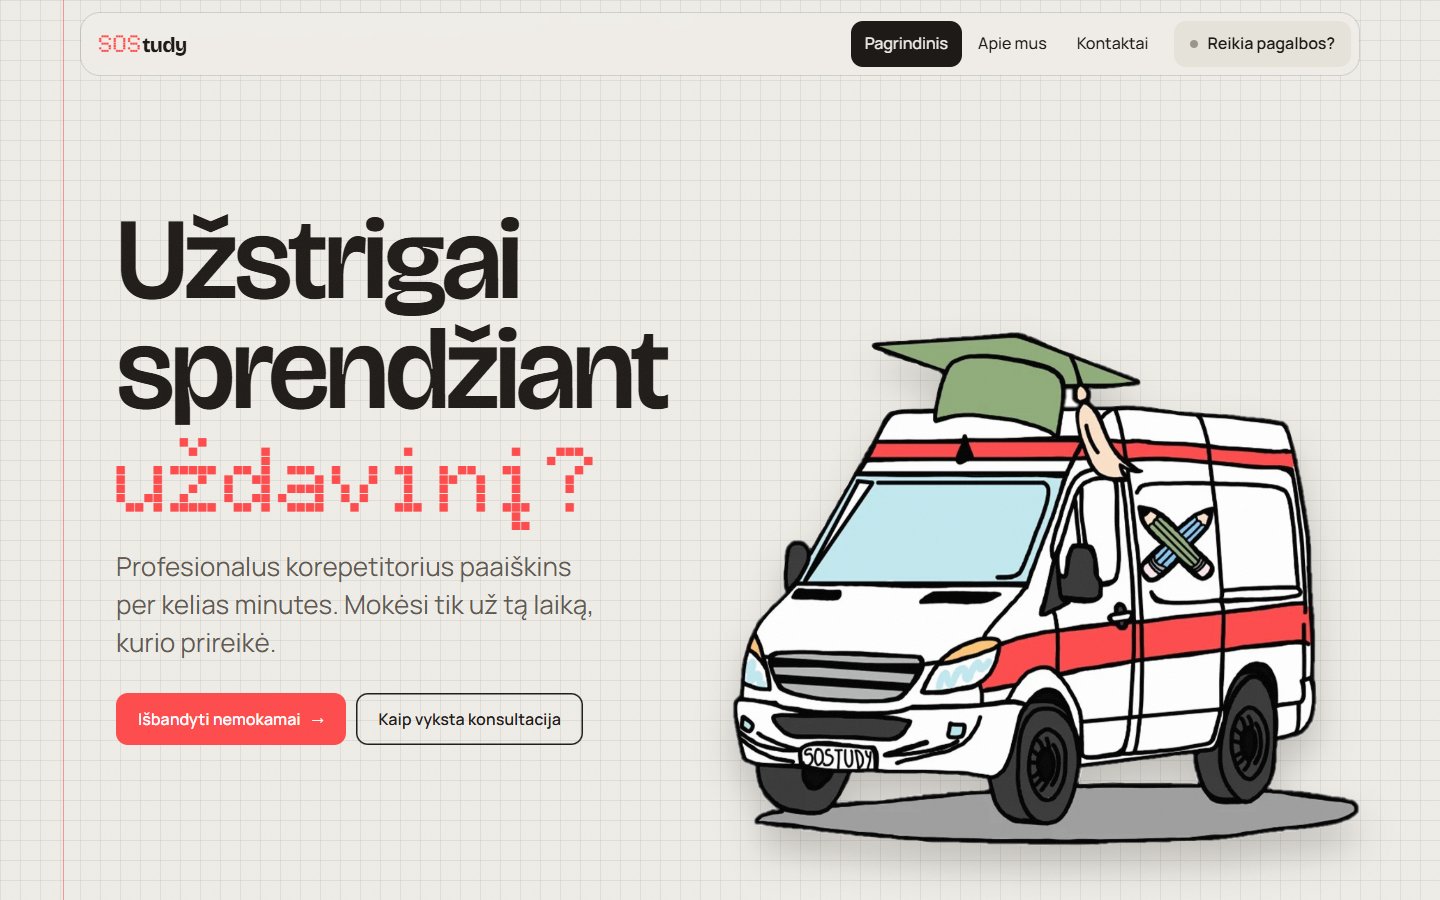 SOStudy
Pagrindinis
Apie mus
Kontaktai
Reikia pagalbos?
Užstrigai
sprendžiant
uždavinį?
Profesionalus korepetitorius paaiškins
per kelias minutes. Mokėsi tik už tą laiką,
kurio prireikė.
Išbandyti nemokamai →
Kaip vyksta konsultacija
SOSTUDY